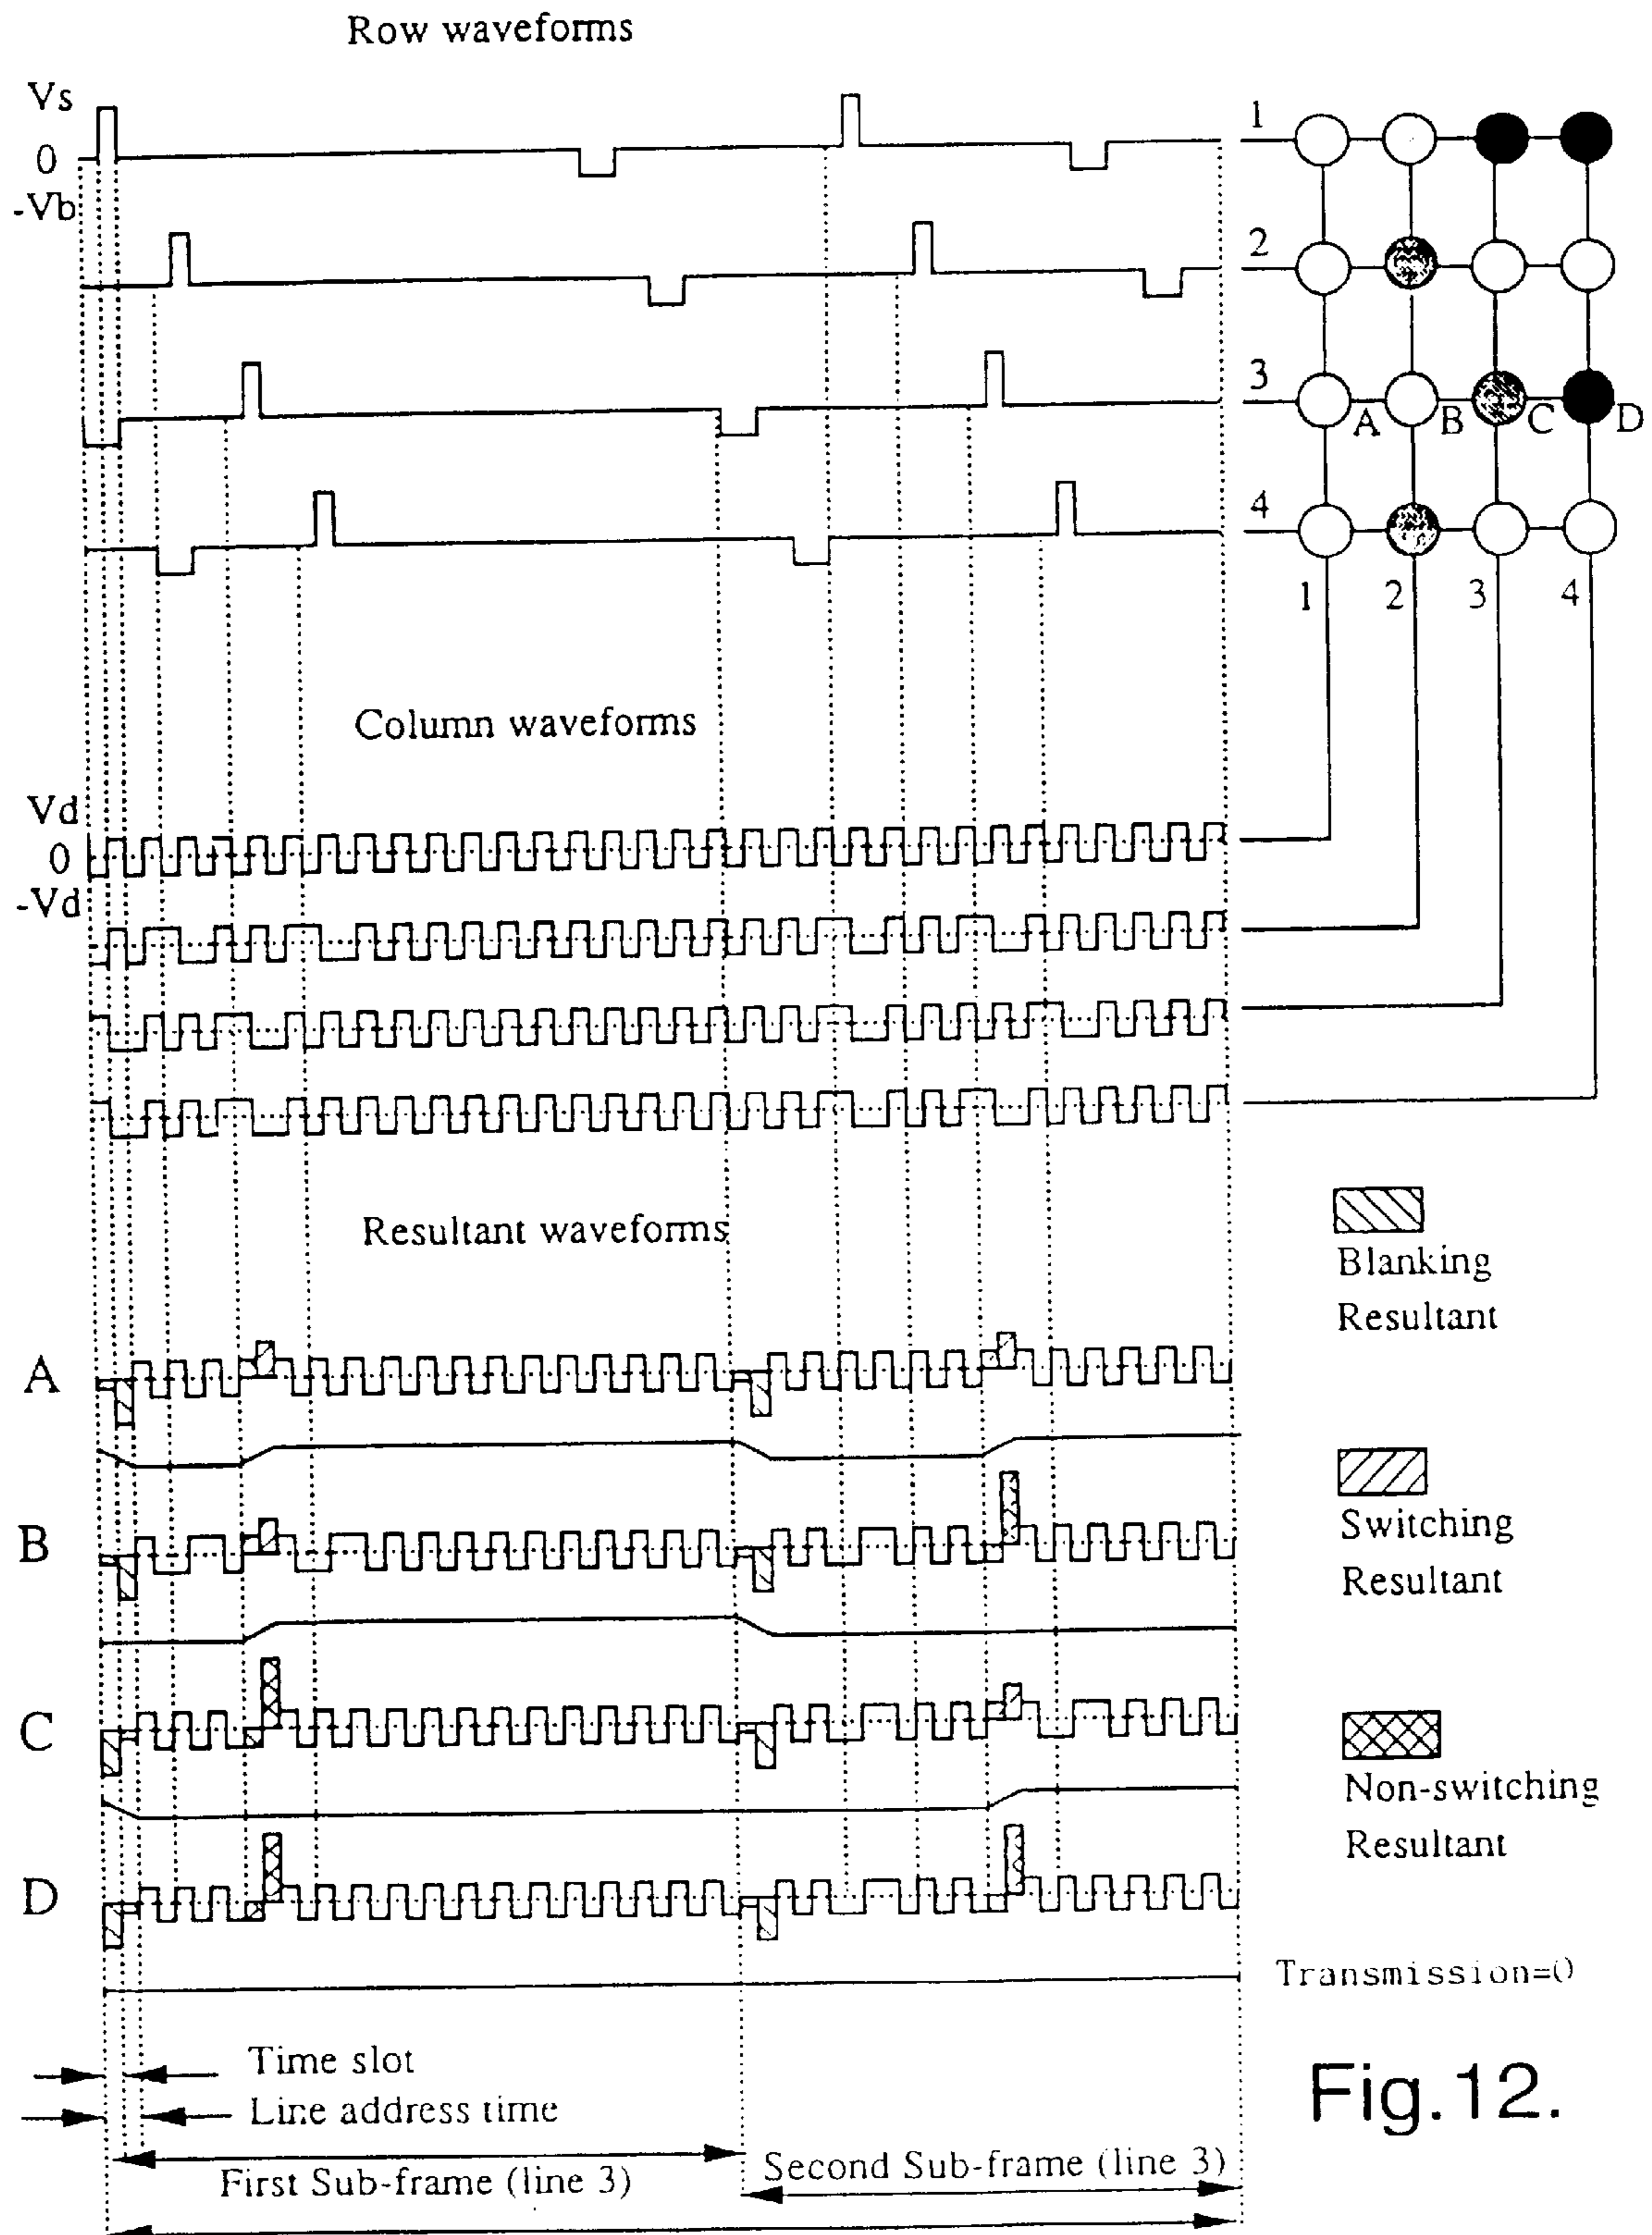 Row waveforms
Vs
0
-Vb
1
2
3
A B C D
4
1 2 3 4
Column waveforms
Vd
0
-Vd
Resultant waveforms
Blanking
Resultant
A
Switching
Resultant
B
C
Non-switching
Resultant
D
Transmission=0
Time slot
Line address time
Fig.12.
First Sub-frame (line 3)
Second Sub-frame (line 3)